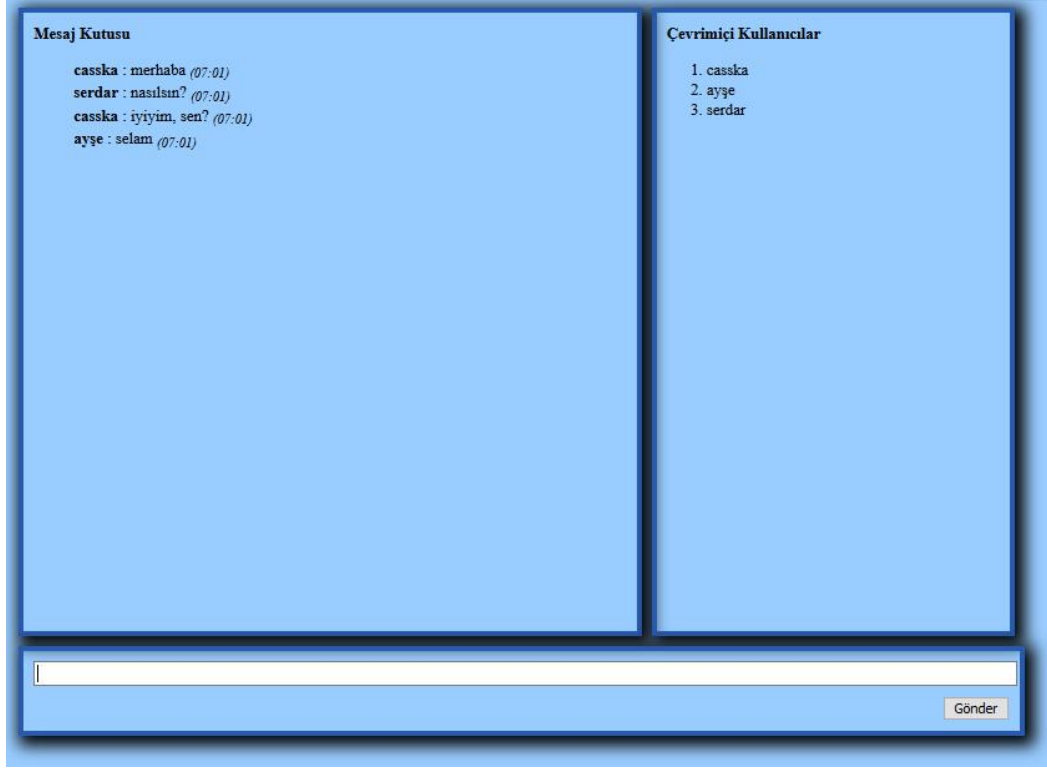 Mesaj Kutusu
casska : merhaba (07:01)
serdar : nasılsın? (07:01)
casska : iyiyim, sen? (07:01)
ayşe : selam (07:01)
Çevrimiçi Kullanıcılar
1. casska
2. ayşe
3. serdar
Gönder